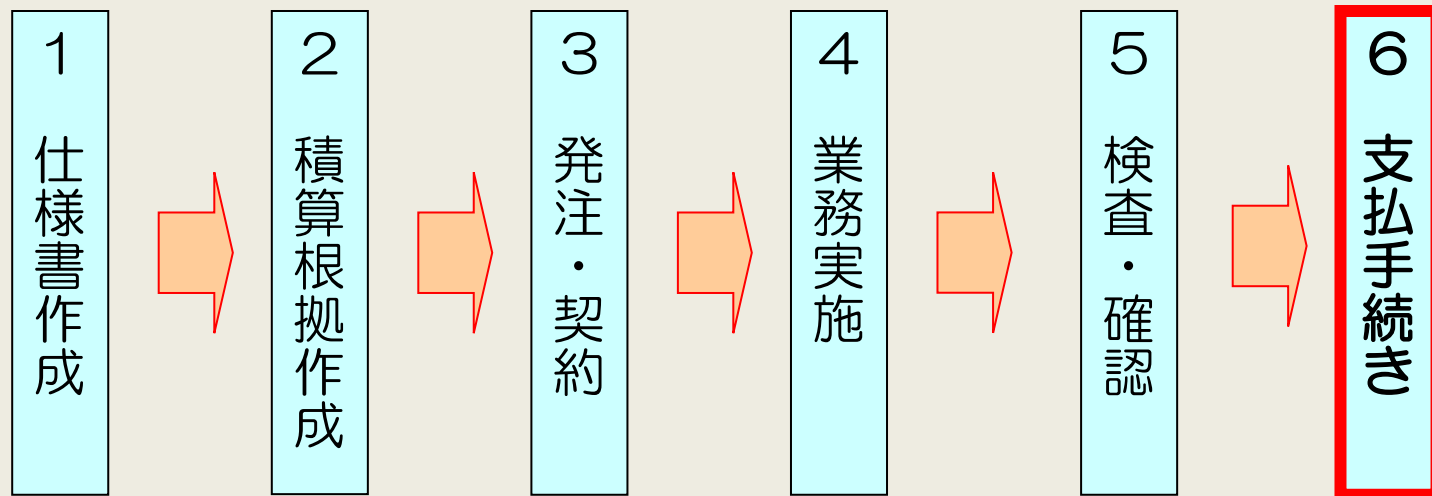 １　仕様書作成
２　積算根拠作成
３　発注・契約
４　業務実施
５　検査・確認
６　支払手続き